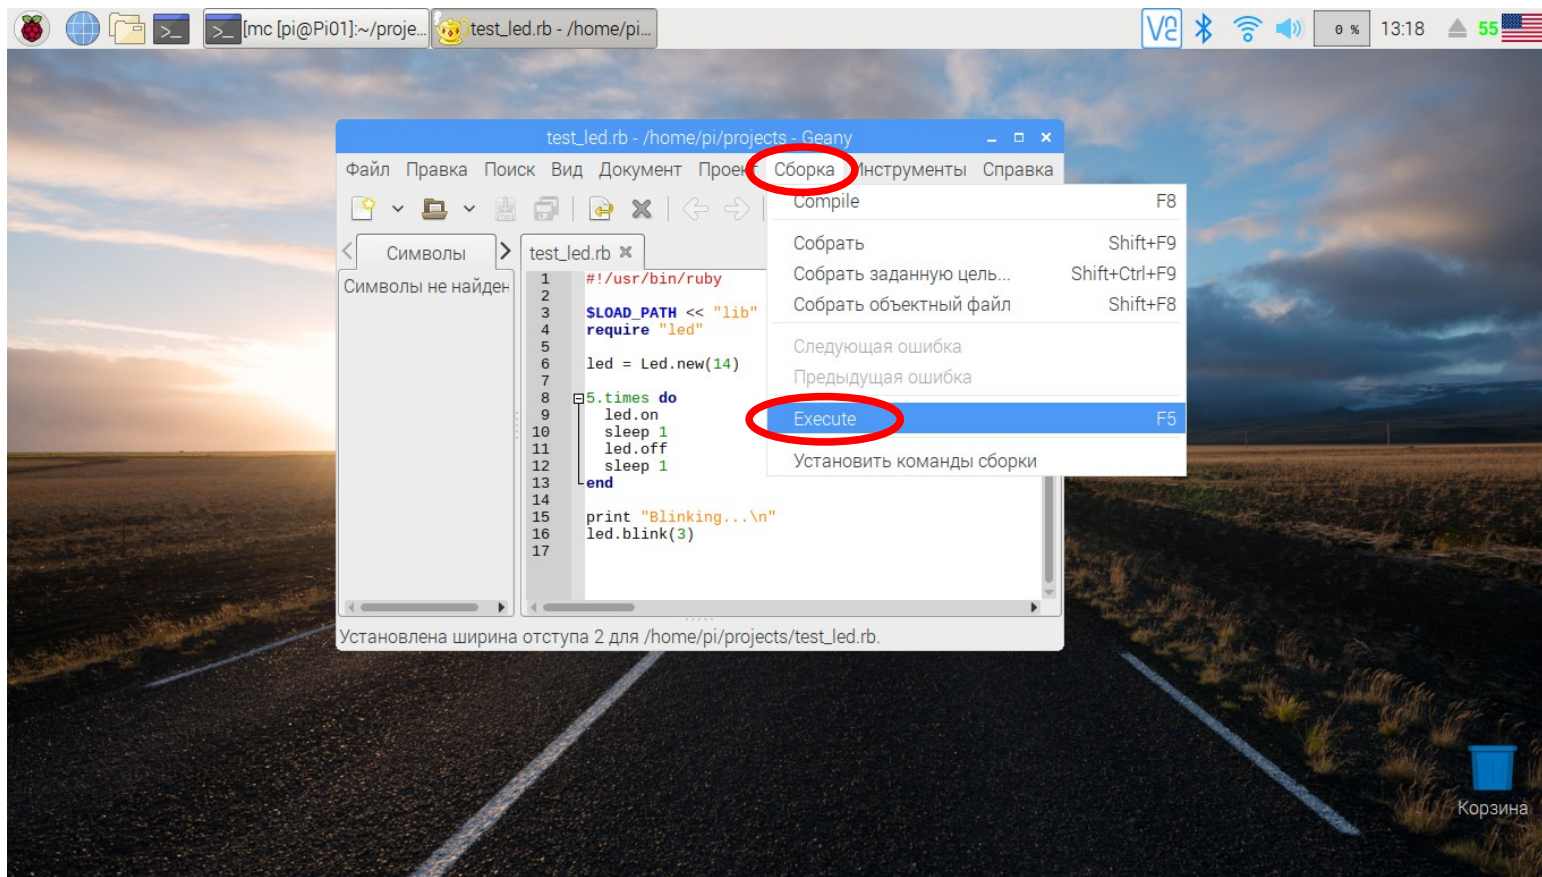 [mc [pi@Pi01]:~/proje...
test_led.rb - /home/pi...
0 %
13:18
55
test_led.rb - /home/pi/projects - Geany
Файл Правка Поиск Вид Документ Проект Сборка Инструменты Справка
Compile F8
Собрать Shift+F9
Собрать заданную цель... Shift+Ctrl+F9
Собрать объектный файл Shift+F8
Следующая ошибка
Предыдущая ошибка
Execute F5
Установить команды сборки
Символы
test_led.rb
Символы не найден
1 #!/usr/bin/ruby
2
3 $LOAD_PATH << "lib"
4 require "led"
5
6 led = Led.new(14)
7
8 5.times do
9 led.on
10 sleep 1
11 led.off
12 sleep 1
13 end
14
15 print "Blinking...\n"
16 led.blink(3)
17
Установлена ширина отступа 2 для /home/pi/projects/test_led.rb.
Корзина